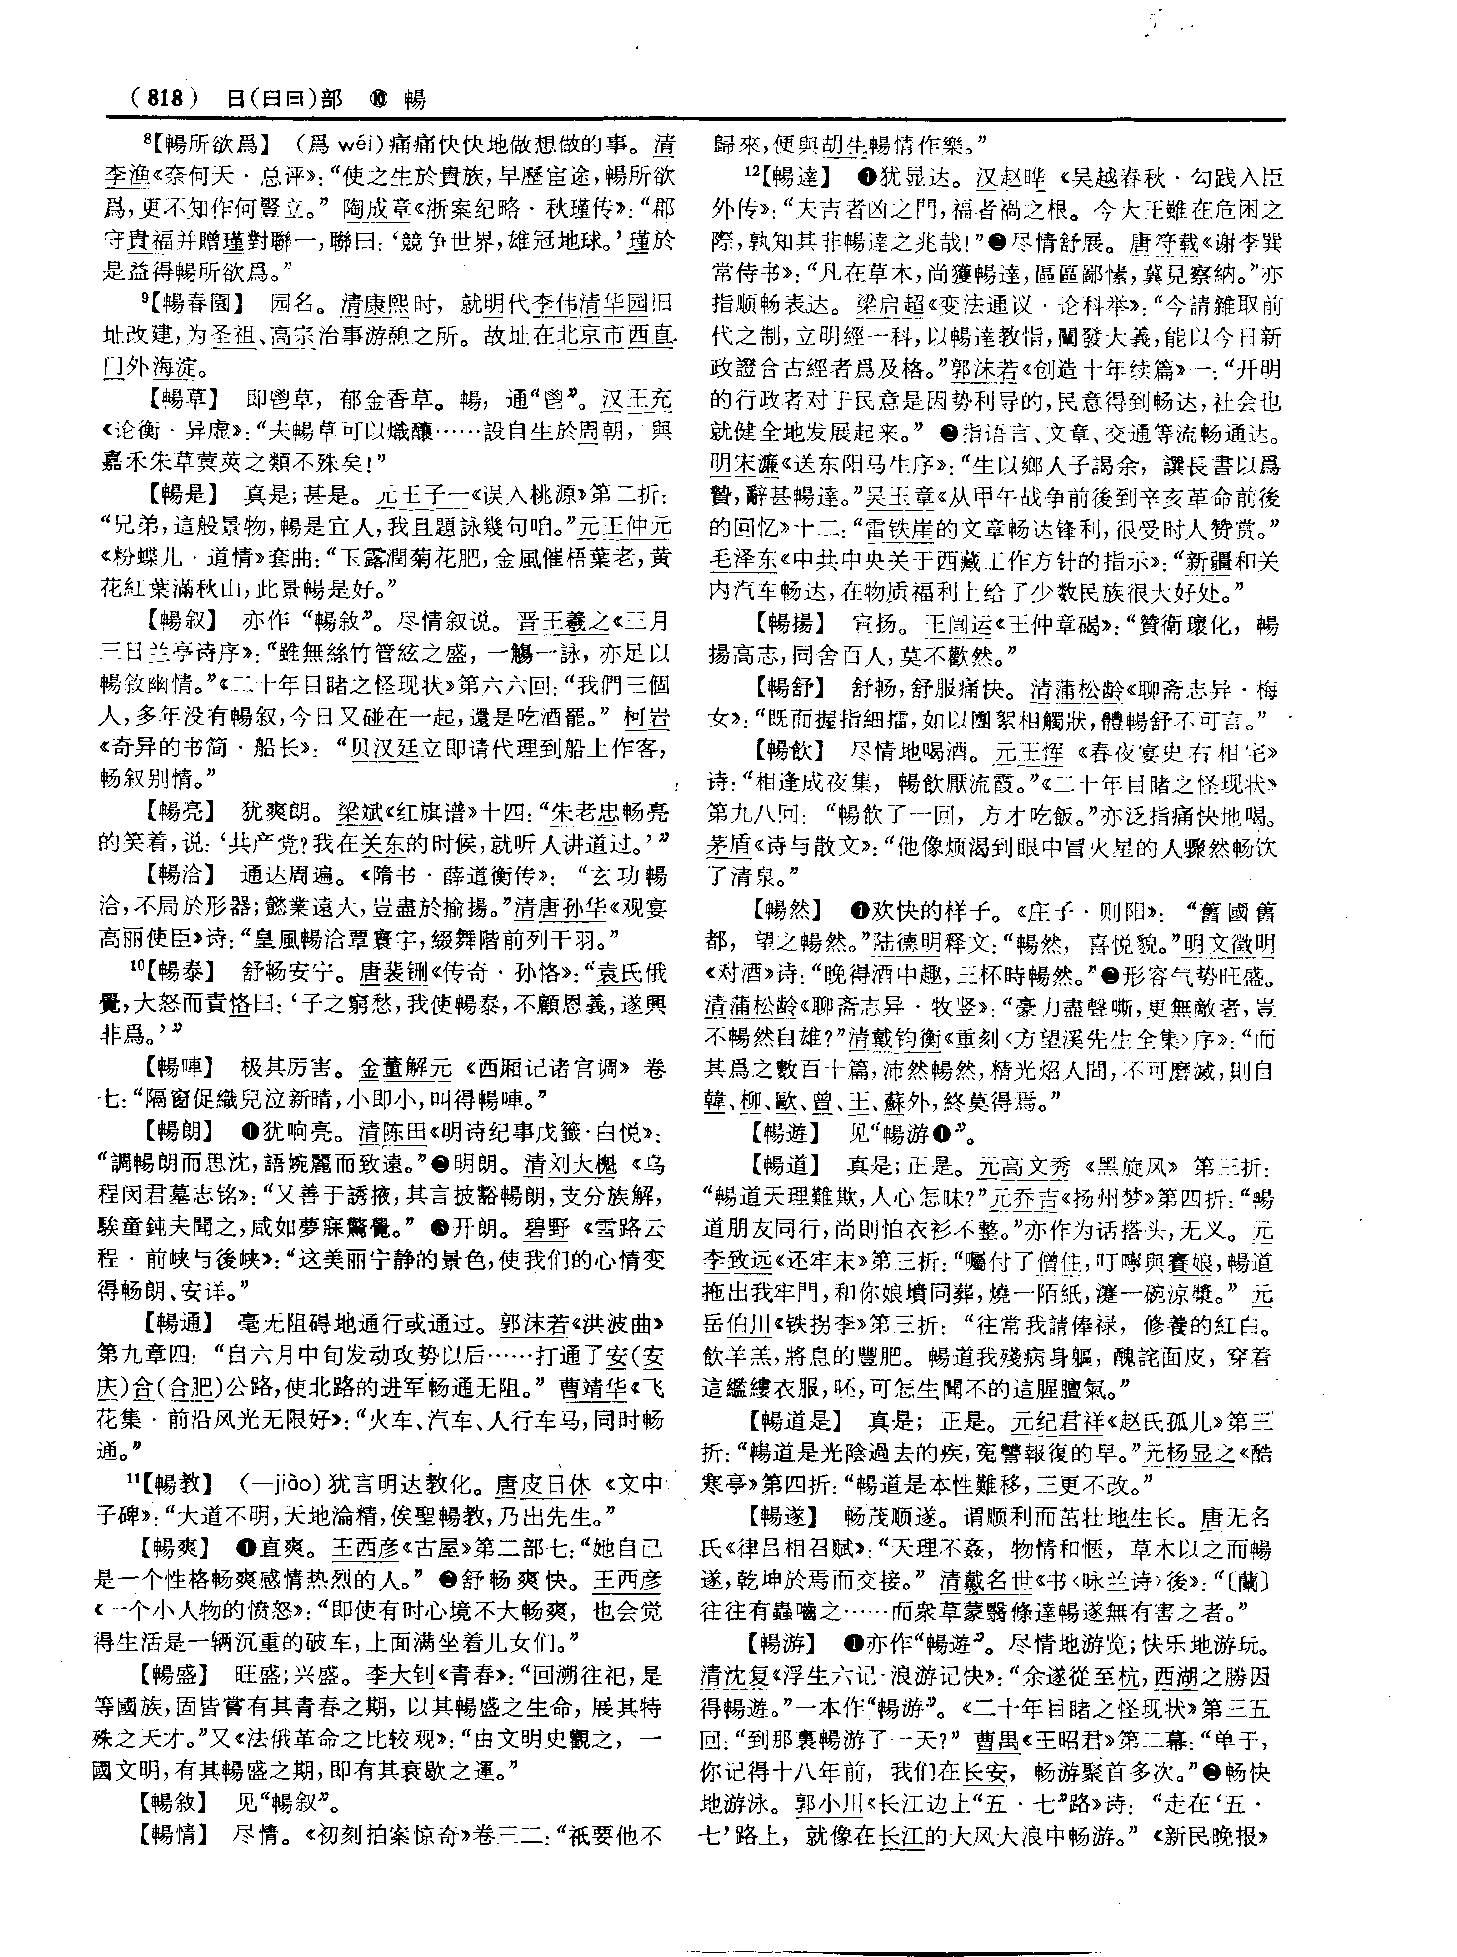 (818) 日(曰冃)部 ⑩ 暢
⁸【暢所欲爲】 (爲 wéi)痛痛快快地做想做的事。清
李渔《奈何天·总评》:“使之生於貴族,早歷宦途,暢所欲
爲,更不知作何豎立。” 陶成章《浙案纪略·秋瑾传》:“郡
守貴福并贈瑾對聯一,聯曰:‘競争世界,雄冠地球。’瑾於
是益得暢所欲爲。”
⁹【暢春園】 园名。清康熙时,就明代李伟清华园旧
址改建,为圣祖、高宗治事游憩之所。故址在北京市西直
门外海淀。
【暢草】 即鬯草,郁金香草。暢,通“鬯”。汉王充
《论衡·异虚》:“夫暢草可以熾釀……設自生於周朝,與
嘉禾朱草蓂莢之類不殊矣!”
【暢是】 真是;甚是。元王子一《误入桃源》第二折:
“兄弟,這般景物,暢是宜人,我且題詠幾句咱。”元王仲元
《粉蝶儿·道情》套曲:“玉露潤菊花肥,金風催梧葉老,黄
花紅葉滿秋山,此景暢是好。”
【暢叙】 亦作“暢敘”。尽情叙说。晋王羲之《三月
三日兰亭诗序》:“雖無絲竹管絃之盛,一觴一詠,亦足以
暢敘幽情。”《二十年目睹之怪现状》第六六回:“我們三個
人,多年没有暢叙,今日又碰在一起,還是吃酒罷。” 柯岩
《奇异的书简·船长》:“贝汉廷立即请代理到船上作客,
畅叙别情。”
【暢亮】 犹爽朗。梁斌《红旗谱》十四:“朱老忠畅亮
的笑着,说:‘共产党?我在关东的时候,就听人讲道过。’”
【暢洽】 通达周遍。《隋书·薛道衡传》:“玄功暢
洽,不局於形器;懿業遠大,豈盡於揄揚。”清唐孙华《观宴
高丽使臣》诗:“皇風暢洽覃寰宇,綴舞階前列干羽。”
¹⁰【暢泰】 舒畅安宁。唐裴铏《传奇·孙恪》:“袁氏俄
覺,大怒而責恪曰:‘子之窮愁,我使暢泰,不顧恩義,遂興
非爲。’”
【暢唓】 极其厉害。金董解元《西厢记诸宫调》卷
七:“隔窗促織兒泣新晴,小即小,叫得暢唓。”
【暢朗】 ❶犹响亮。清陈田《明诗纪事戊籤·白悦》:
“調暢朗而思沈,語婉麗而致遠。”❷明朗。清刘大櫆《乌
程闵君墓志铭》:“又善于誘掖,其言披豁暢朗,支分族解,
騃童鈍夫聞之,咸如夢寐驚覺。” ❸开朗。碧野《雪路云
程·前峡与後峡》:“这美丽宁静的景色,使我们的心情变
得畅朗、安详。”
【暢通】 毫无阻碍地通行或通过。郭沫若《洪波曲》
第九章四:“自六月中旬发动攻势以后……打通了安(安
庆)合(合肥)公路,使北路的进军畅通无阻。” 曹靖华《飞
花集·前沿风光无限好》:“火车、汽车、人行车马,同时畅
通。”
¹¹【暢教】 (—jiào)犹言明达教化。唐皮日休《文中
子碑》:“大道不明,天地淪精,俟聖暢教,乃出先生。”
【暢爽】 ❶直爽。王西彦《古屋》第二部七:“她自己
是一个性格畅爽感情热烈的人。” ❷舒畅爽快。王西彦
《一个小人物的愤怒》:“即使有时心境不大畅爽,也会觉
得生活是一辆沉重的破车,上面满坐着儿女们。”
【暢盛】 旺盛;兴盛。李大钊《青春》:“回溯往祀,是
等國族,固皆嘗有其青春之期,以其暢盛之生命,展其特
殊之天才。”又《法俄革命之比较观》:“由文明史觀之,一
國文明,有其暢盛之期,即有其衰歇之運。”
【暢敘】 见“暢叙”。
【暢情】 尽情。《初刻拍案惊奇》卷三二:“祇要他不
歸來,便與胡生暢情作樂。”
¹²【暢達】 ❶犹显达。汉赵晔《吴越春秋·勾践入臣
外传》:“夫吉者凶之門,福者禍之根。今大王雖在危困之
際,孰知其非暢達之兆哉!”❷尽情舒展。唐符载《谢李巽
常侍书》:“凡在草木,尚獲暢達,區區鄙愫,冀見察納。”亦
指顺畅表达。梁启超《变法通议·论科举》:“今請雜取前
代之制,立明經一科,以暢達教恉,闡發大義,能以今日新
政證合古經者爲及格。”郭沫若《创造十年续篇》一:“开明
的行政者对于民意是因势利导的,民意得到畅达,社会也
就健全地发展起来。” ❸指语言、文章、交通等流畅通达。
明宋濂《送东阳马生序》:“生以鄉人子謁余,譔長書以爲
贄,辭甚暢達。”吴玉章《从甲午战争前後到辛亥革命前後
的回忆》十二:“雷铁崖的文章畅达锋利,很受时人赞赏。”
毛泽东《中共中央关于西藏工作方针的指示》:“新疆和关
内汽车畅达,在物质福利上给了少数民族很大好处。”
【暢揚】 宣扬。王闿运《王仲章碣》:“贊衛瓌化,暢
揚高志,同舍百人,莫不歡然。”
【暢舒】 舒畅,舒服痛快。清蒲松龄《聊斋志异·梅
女》:“既而握指細擂,如以團絮相觸狀,體暢舒不可言。”
【暢飲】 尽情地喝酒。元王恽《春夜宴史右相宅》
诗:“相逢成夜集,暢飲厭流霞。”《二十年目睹之怪现状》
第九八回:“暢飲了一回,方才吃飯。”亦泛指痛快地喝。
茅盾《诗与散文》:“他像烦渴到眼中冒火星的人骤然畅饮
了清泉。”
【暢然】 ❶欢快的样子。《庄子·则阳》:“舊國舊
都,望之暢然。”陆德明释文:“暢然,喜悦貌。”明文徵明
《对酒》诗:“晚得酒中趣,三杯時暢然。”❷形容气势旺盛。
清蒲松龄《聊斋志异·牧竖》:“豪力盡聲嘶,更無敵者,豈
不暢然自雄?”清戴钧衡《重刻〈方望溪先生全集〉序》:“而
其爲之數百十篇,沛然暢然,精光炤人間,不可磨滅,則自
韓、柳、歐、曾、王、蘇外,終莫得焉。”
【暢遊】 见“暢游❶”。
【暢道】 真是;正是。元高文秀《黑旋风》第三折:
“暢道天理難欺,人心怎昧?”元乔吉《扬州梦》第四折:“暢
道朋友同行,尚則怕衣衫不整。”亦作为话搭头,无义。元
李致远《还牢末》第三折:“囑付了僧住,叮嚀與賽娘,暢道
拖出我牢門,和你娘墳同葬,燒一陌紙,瀽一碗涼漿。” 元
岳伯川《铁拐李》第三折:“往常我請俸禄,修養的紅白。
飲羊羔,將息的豐肥。暢道我殘病身軀,醜詫面皮,穿着
這繿縷衣服,呸,可怎生聞不的這腥膻氣。”
【暢道是】 真是;正是。元纪君祥《赵氏孤儿》第三
折:“暢道是光陰過去的疾,冤讐報復的早。”元杨显之《酷
寒亭》第四折:“暢道是本性難移,三更不改。”
【暢遂】 畅茂顺遂。谓顺利而茁壮地生长。唐无名
氏《律吕相召赋》:“天理不姦,物情和愜,草木以之而暢
遂,乾坤於焉而交接。” 清戴名世《书〈咏兰诗〉後》:“〔蘭〕
往往有蟲嚙之……而衆草蒙翳條達暢遂無有害之者。”
【暢游】 ❶亦作“暢遊”。尽情地游览;快乐地游玩。
清沈复《浮生六记·浪游记快》:“余遂從至杭,西湖之勝因
得暢遊。”一本作“暢游”。《二十年目睹之怪现状》第三五
回:“到那裏暢游了一天?” 曹禺《王昭君》第二幕:“单于,
你记得十八年前,我们在长安,畅游聚首多次。”❷畅快
地游泳。郭小川《长江边上“五·七”路》诗:“走在‘五·
七’路上,就像在长江的大风大浪中畅游。”《新民晚报》